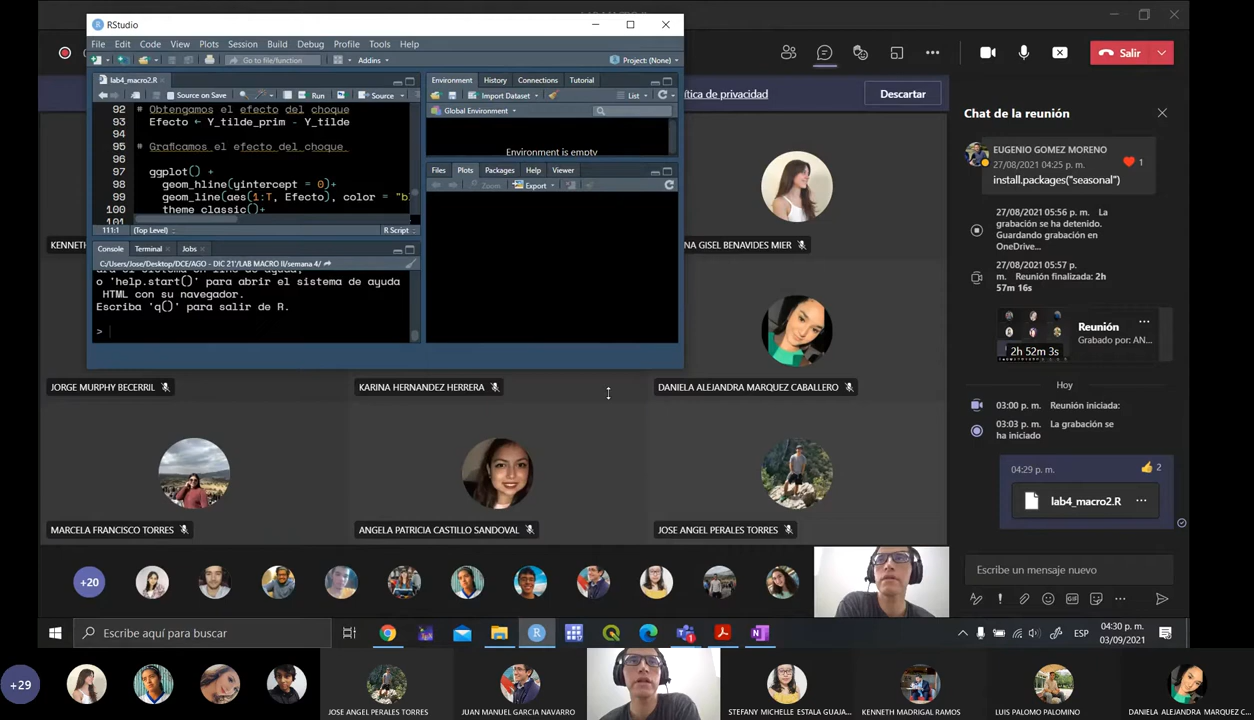 RStudio
File Edit Code View Plots Session Build Debug Profile Tools Help
Go to file/function
Addins
Project: (None)
lab4_macro2.R
Source on Save
Run
Source
92 # Obtengamos el efecto del choque
93 Efecto ← Y_tilde_prim - Y_tilde
94
95 # Graficamos el efecto del choque
96
97 ggplot() +
98 geom_hline(yintercept = 0)+
99 geom_line(aes(1:T, Efecto), color = "b
100 theme_classic()+
101
111:1 (Top Level) R Script
Console Terminal Jobs
C:/Users/Jose/Desktop/DCE/AGO - DIC 21'/LAB MACRO II/semana 4/
o 'help.start()' para abrir el sistema de ayuda
HTML con su navegador.
Escriba 'q()' para salir de R.
>
Environment History Connections Tutorial
Import Dataset
List
Global Environment
Environment is empty
Files Plots Packages Help Viewer
Zoom
Export
Salir
ítica de privacidad
Descartar
KENNETH
NA GISEL BENAVIDES MIER
JORGE MURPHY BECERRIL
KARINA HERNANDEZ HERRERA
DANIELA ALEJANDRA MARQUEZ CABALLERO
MARCELA FRANCISCO TORRES
ANGELA PATRICIA CASTILLO SANDOVAL
JOSE ANGEL PERALES TORRES
+20
Chat de la reunión
EUGENIO GOMEZ MORENO
27/08/2021 04:25 p. m.
1
install.packages("seasonal")
27/08/2021 05:56 p. m. La
grabación se ha detenido.
Guardando grabación en
OneDrive...
27/08/2021 05:57 p.
m. Reunión finalizada: 2h
57m 16s
Reunión
Grabado por: AN...
2h 52m 3s
Hoy
03:00 p. m. Reunión iniciada:
03:03 p. m. La grabación se
ha iniciado
04:29 p. m.
2
lab4_macro2.R
Escribe un mensaje nuevo
GIF
Escribe aquí para buscar
ESP
04:30 p. m.
03/09/2021
+29
JOSE ANGEL PERALES TORRES
JUAN MANUEL GARCIA NAVARRO
STEFANY MICHELLE ESTALA GUAJA...
KENNETH MADRIGAL RAMOS
LUIS PALOMO PALOMINO
DANIELA ALEJANDRA MARQUEZ C...